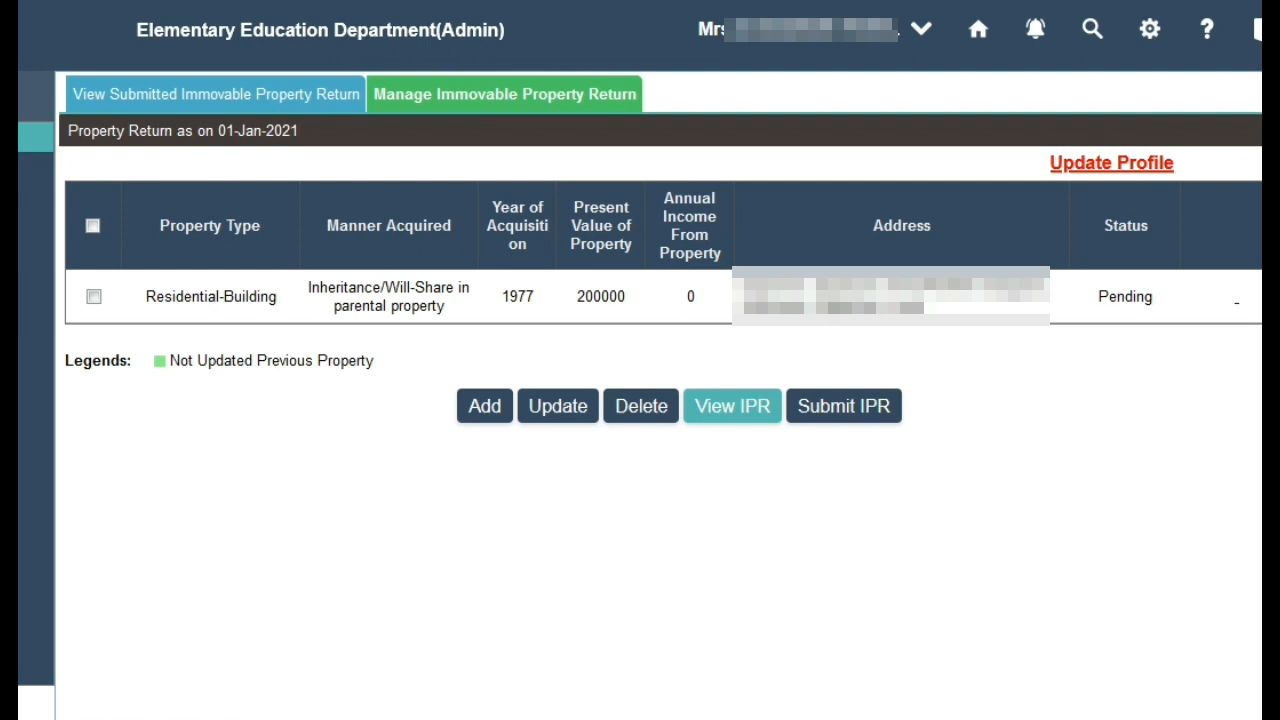 Elementary Education Department(Admin)
Mrs
View Submitted Immovable Property Return
Manage Immovable Property Return
Property Return as on 01-Jan-2021
Update Profile
Property Type
Manner Acquired
Year of
Acquisiti
on
Present
Value of
Property
Annual
Income
From
Property
Address
Status
Residential-Building
Inheritance/Will-Share in
parental property
1977
200000
0
Pending
-
Legends:
Not Updated Previous Property
Add
Update
Delete
View IPR
Submit IPR